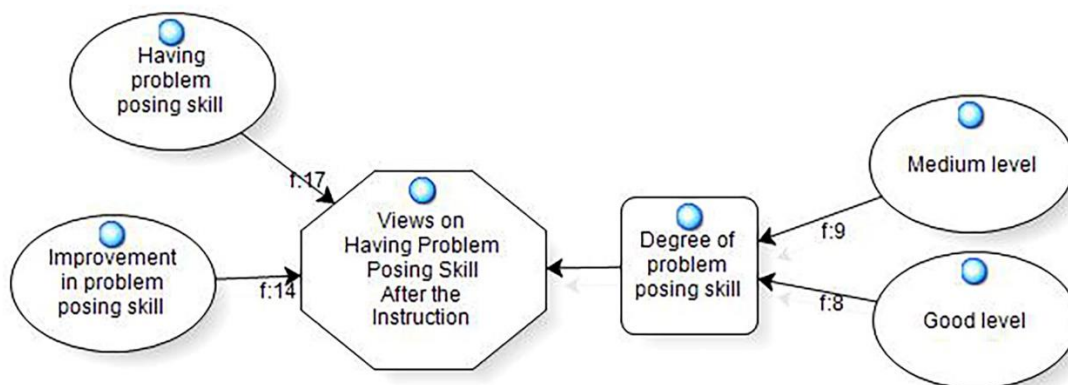 Having
problem
posing skill
f:17
Improvement
in problem
posing skill
f:14
Views on
Having Problem
Posing Skill
After the
Instruction
Degree of
problem
posing skill
Medium level
f:9
Good level
f:8